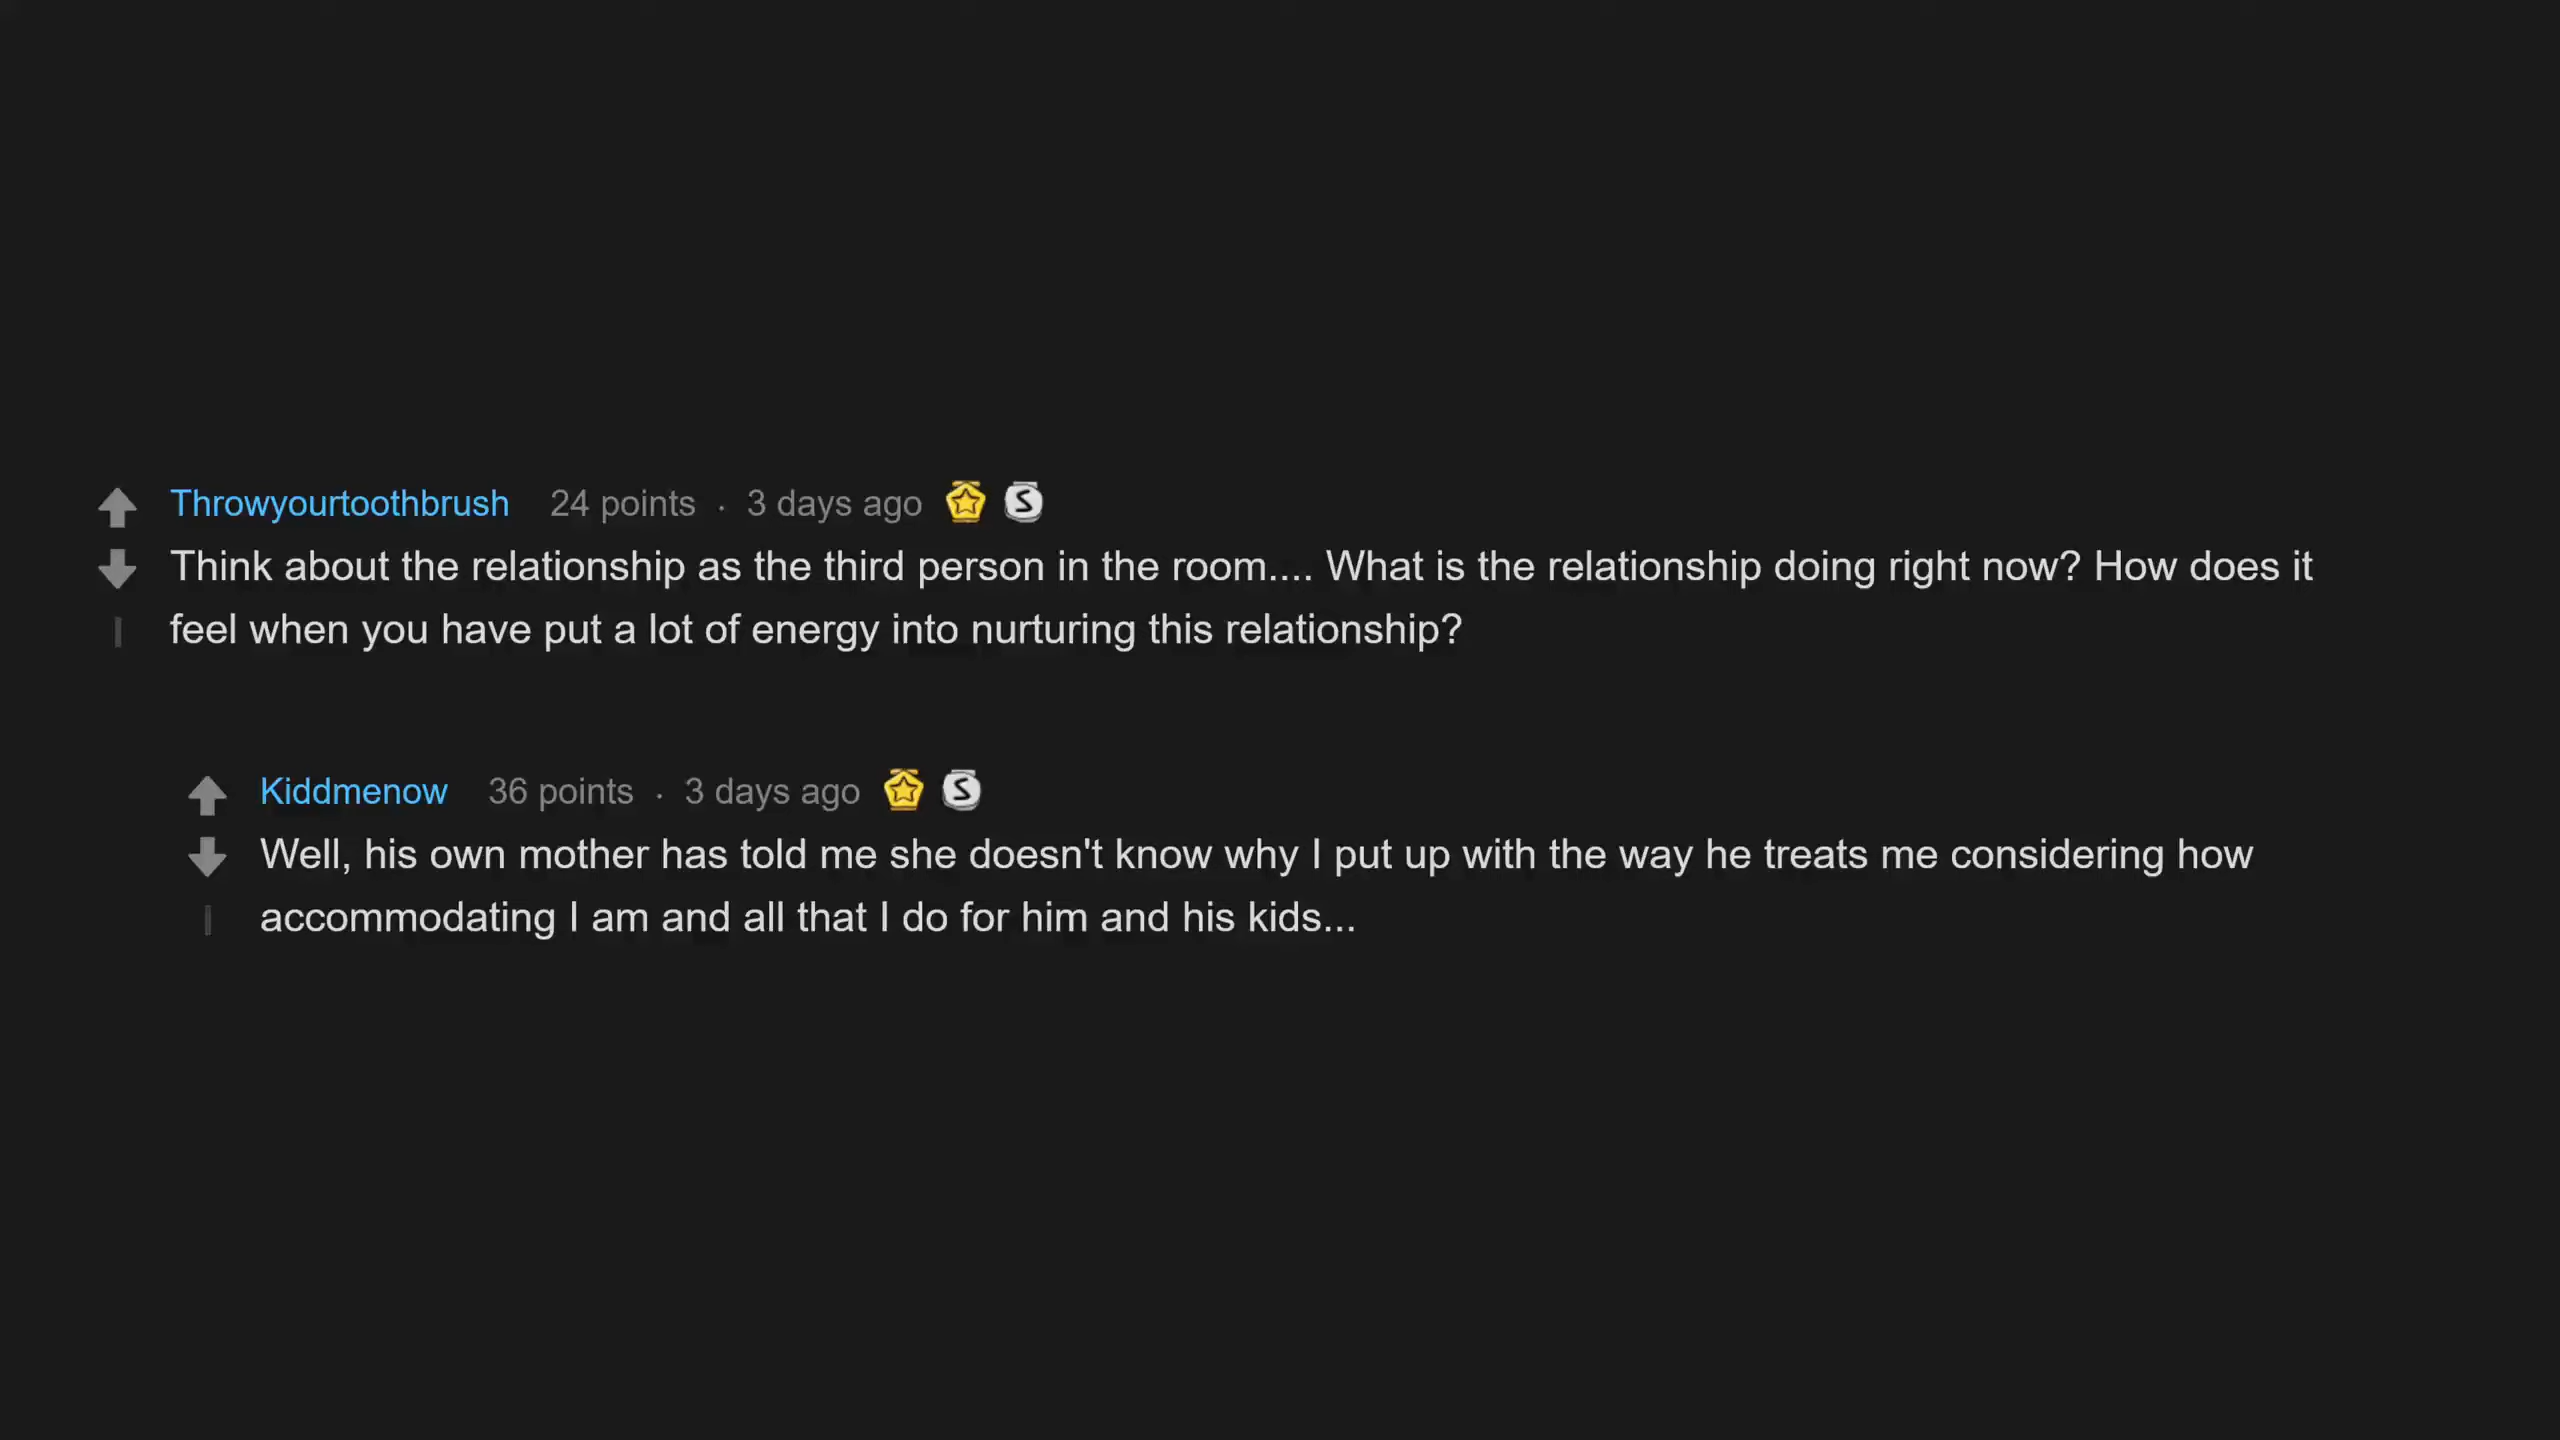 Throwyourtoothbrush 24 points · 3 days ago
Think about the relationship as the third person in the room.... What is the relationship doing right now? How does it
feel when you have put a lot of energy into nurturing this relationship?
Kiddmenow 36 points · 3 days ago
Well, his own mother has told me she doesn't know why I put up with the way he treats me considering how
accommodating I am and all that I do for him and his kids...